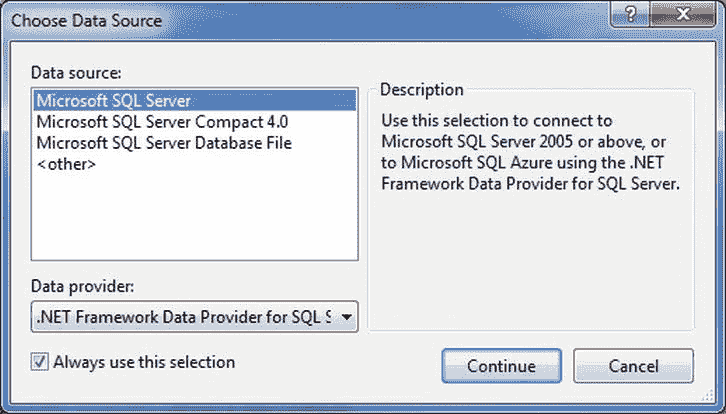 Choose Data Source
Data source:
Microsoft SQL Server
Microsoft SQL Server Compact 4.0
Microsoft SQL Server Database File
<other>
Description
Use this selection to connect to
Microsoft SQL Server 2005 or above, or
to Microsoft SQL Azure using the .NET
Framework Data Provider for SQL Server.
Data provider:
.NET Framework Data Provider for SQL S
Always use this selection
Continue
Cancel